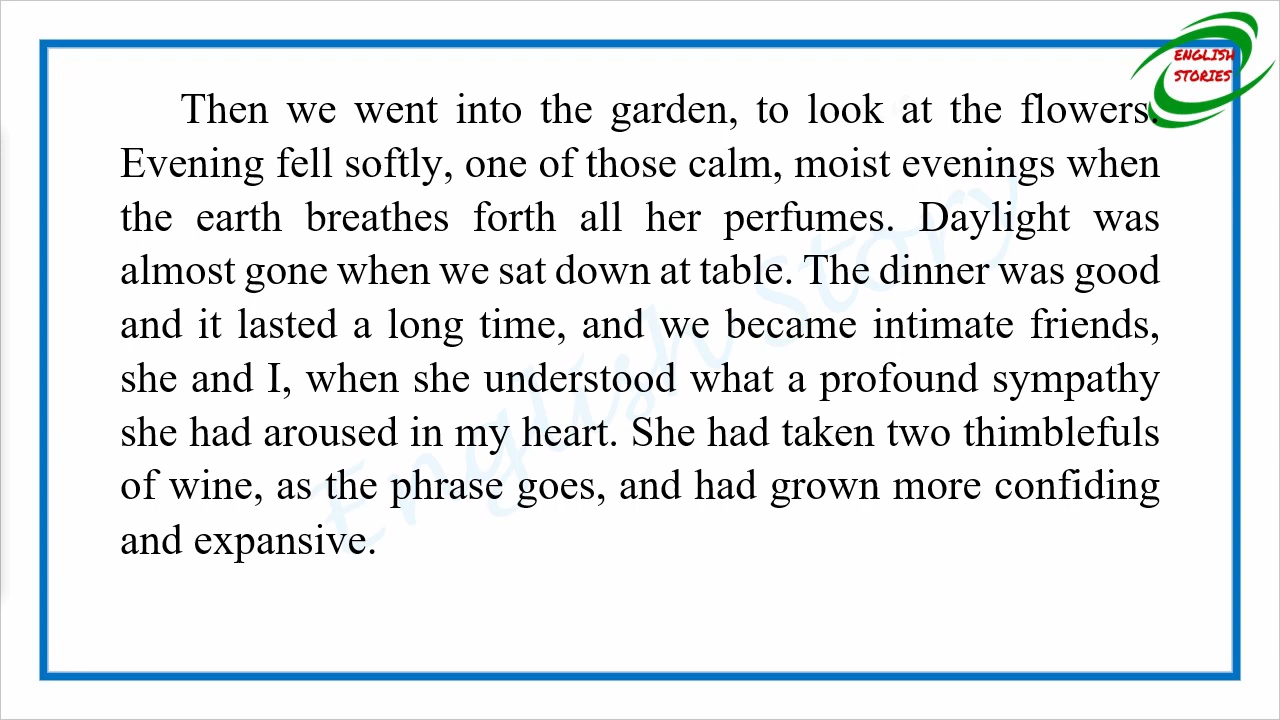 ENGLISH
STORIES
Then we went into the garden, to look at the flowers.
Evening fell softly, one of those calm, moist evenings when
the earth breathes forth all her perfumes. Daylight was
almost gone when we sat down at table. The dinner was good
and it lasted a long time, and we became intimate friends,
she and I, when she understood what a profound sympathy
she had aroused in my heart. She had taken two thimblefuls
of wine, as the phrase goes, and had grown more confiding
and expansive.
English Story